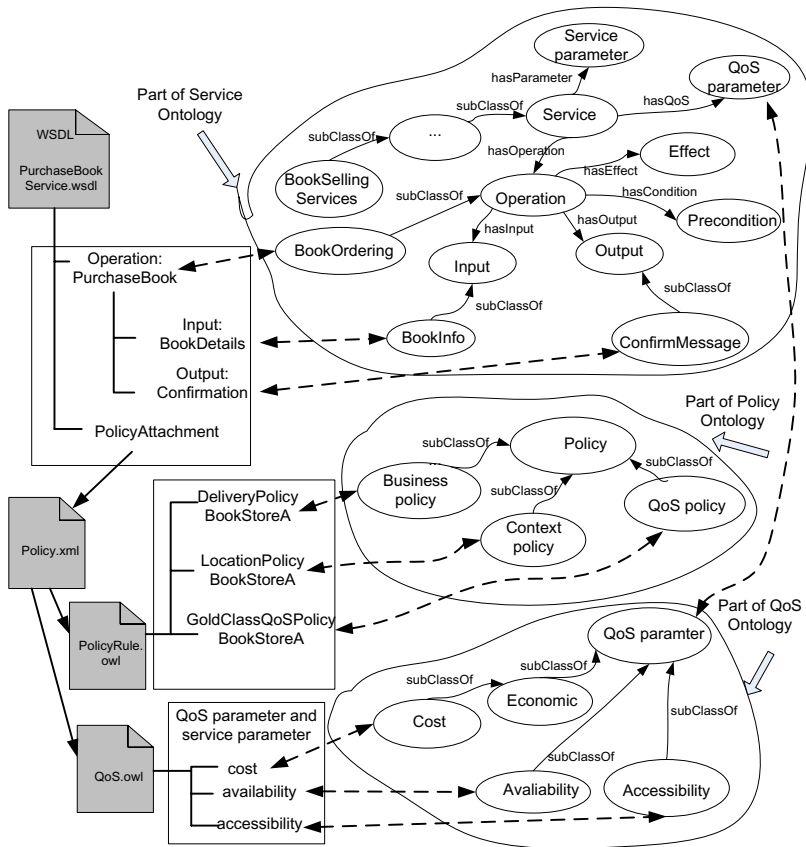 Service
parameter
QoS
parameter
hasParameter
Part of Service
Ontology
subClassOf
hasQoS
Service
WSDL
PurchaseBook
Service.wsdl
subClassOf
...
hasOperation
Effect
hasEffect
BookSelling
Services
subClassOf
Operation
hasCondition
Precondition
hasInput
hasOutput
BookOrdering
Operation:
PurchaseBook
Input
Output
subClassOf
subClassOf
Input:
BookDetails
BookInfo
ConfirmMessage
Output:
Confirmation
PolicyAttachment
Part of Policy
Ontology
subClassOf
Policy
...
Business
policy
subClassOf
subClassOf
QoS policy
Context
policy
DeliveryPolicy
BookStoreA
Policy.xml
LocationPolicy
BookStoreA
GoldClassQoSPolicy
BookStoreA
PolicyRule.
owl
Part of QoS
Ontology
QoS paramter
subClassOf
subClassOf
Economic
Cost
subClassOf
subClassOf
QoS parameter and
service parameter
QoS.owl
cost
availability
accessibility
Avaliability
Accessibility